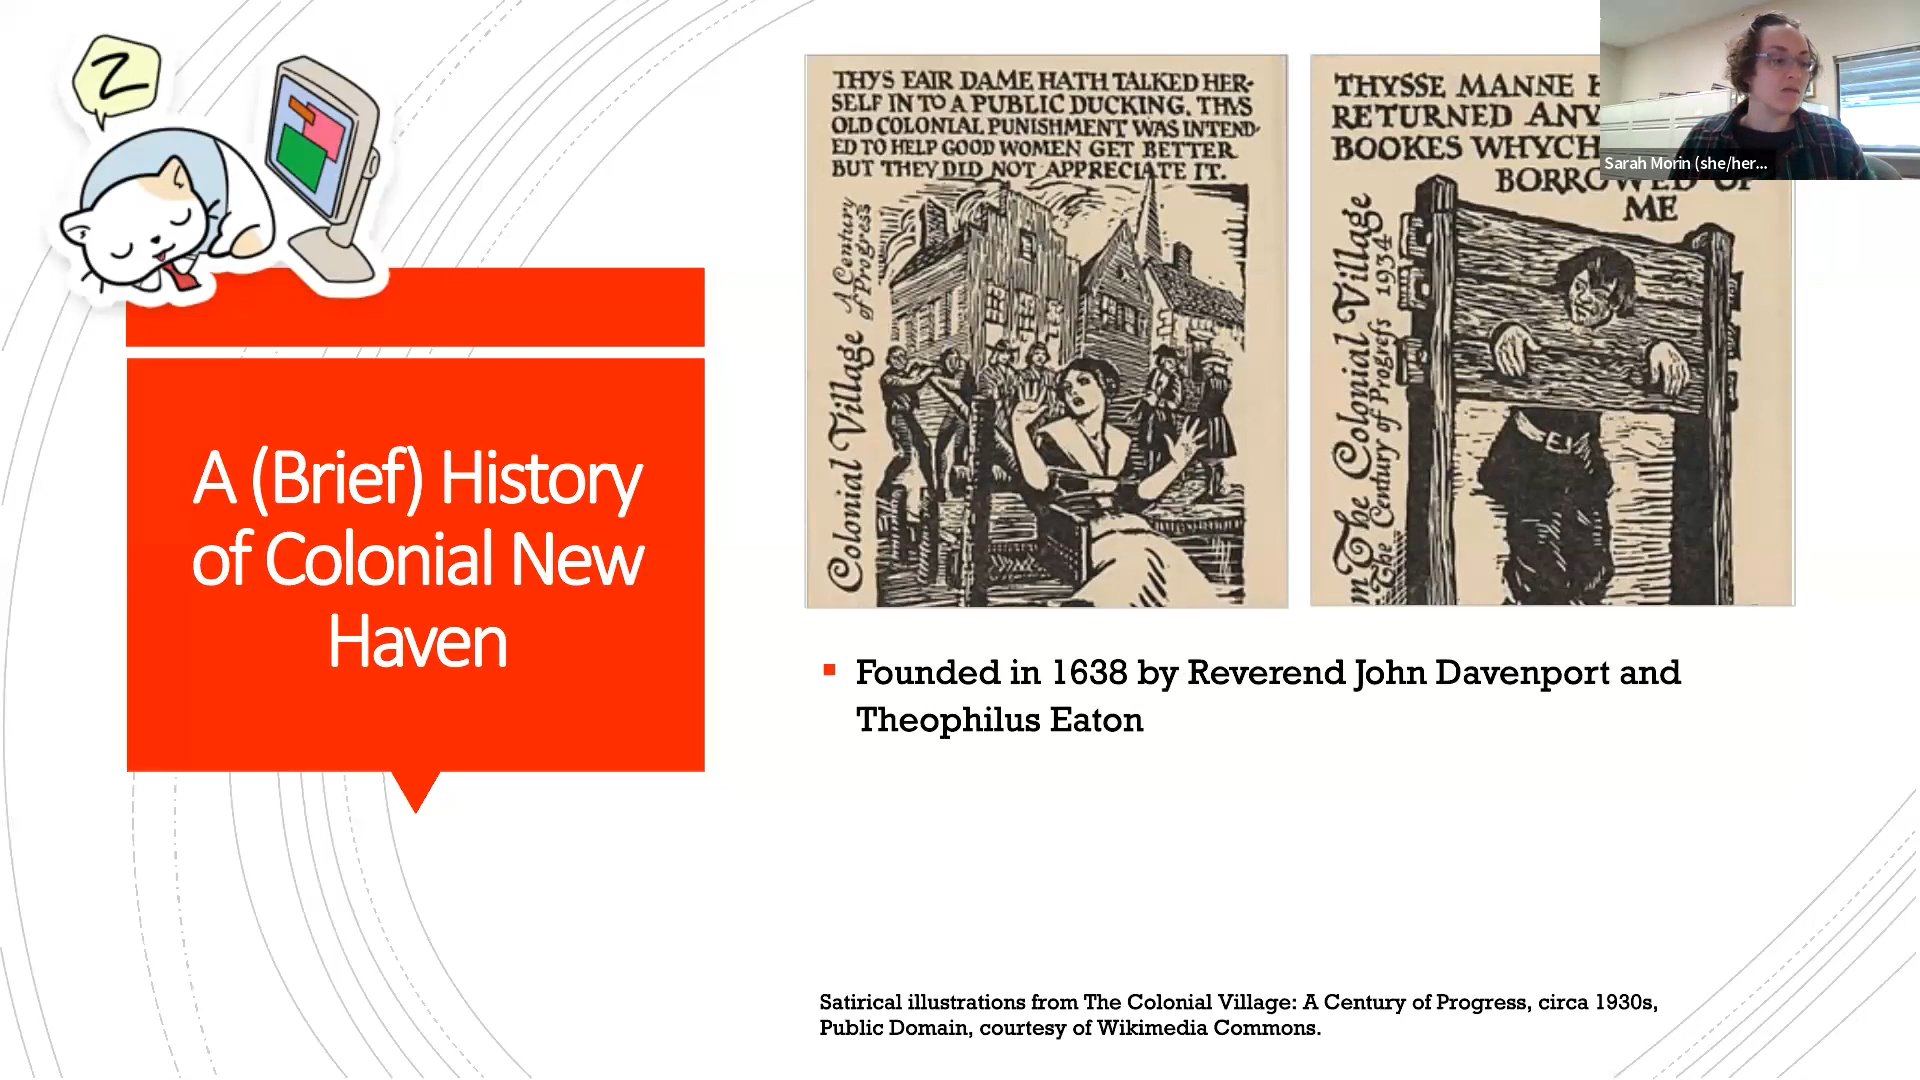 Z
A (Brief) History
of Colonial New
Haven
THYS FAIR DAME HATH TALKED HER-
SELF IN TO A PUBLIC DUCKING. THYS
OLD COLONIAL PUNISHMENT WAS INTEND-
ED TO HELP GOOD WOMEN GET BETTER
BUT THEY DID NOT APPRECIATE IT.
Colonial Village
A Century
of Progress
THYSSE MANNE
RETURNED ANY
BOOKES WHYCH
BORROWED OF
ME
The Colonial Village
The Century of Progress 1934
Sarah Morin (she/her...
Founded in 1638 by Reverend John Davenport and
Theophilus Eaton
Satirical illustrations from The Colonial Village: A Century of Progress, circa 1930s,
Public Domain, courtesy of Wikimedia Commons.